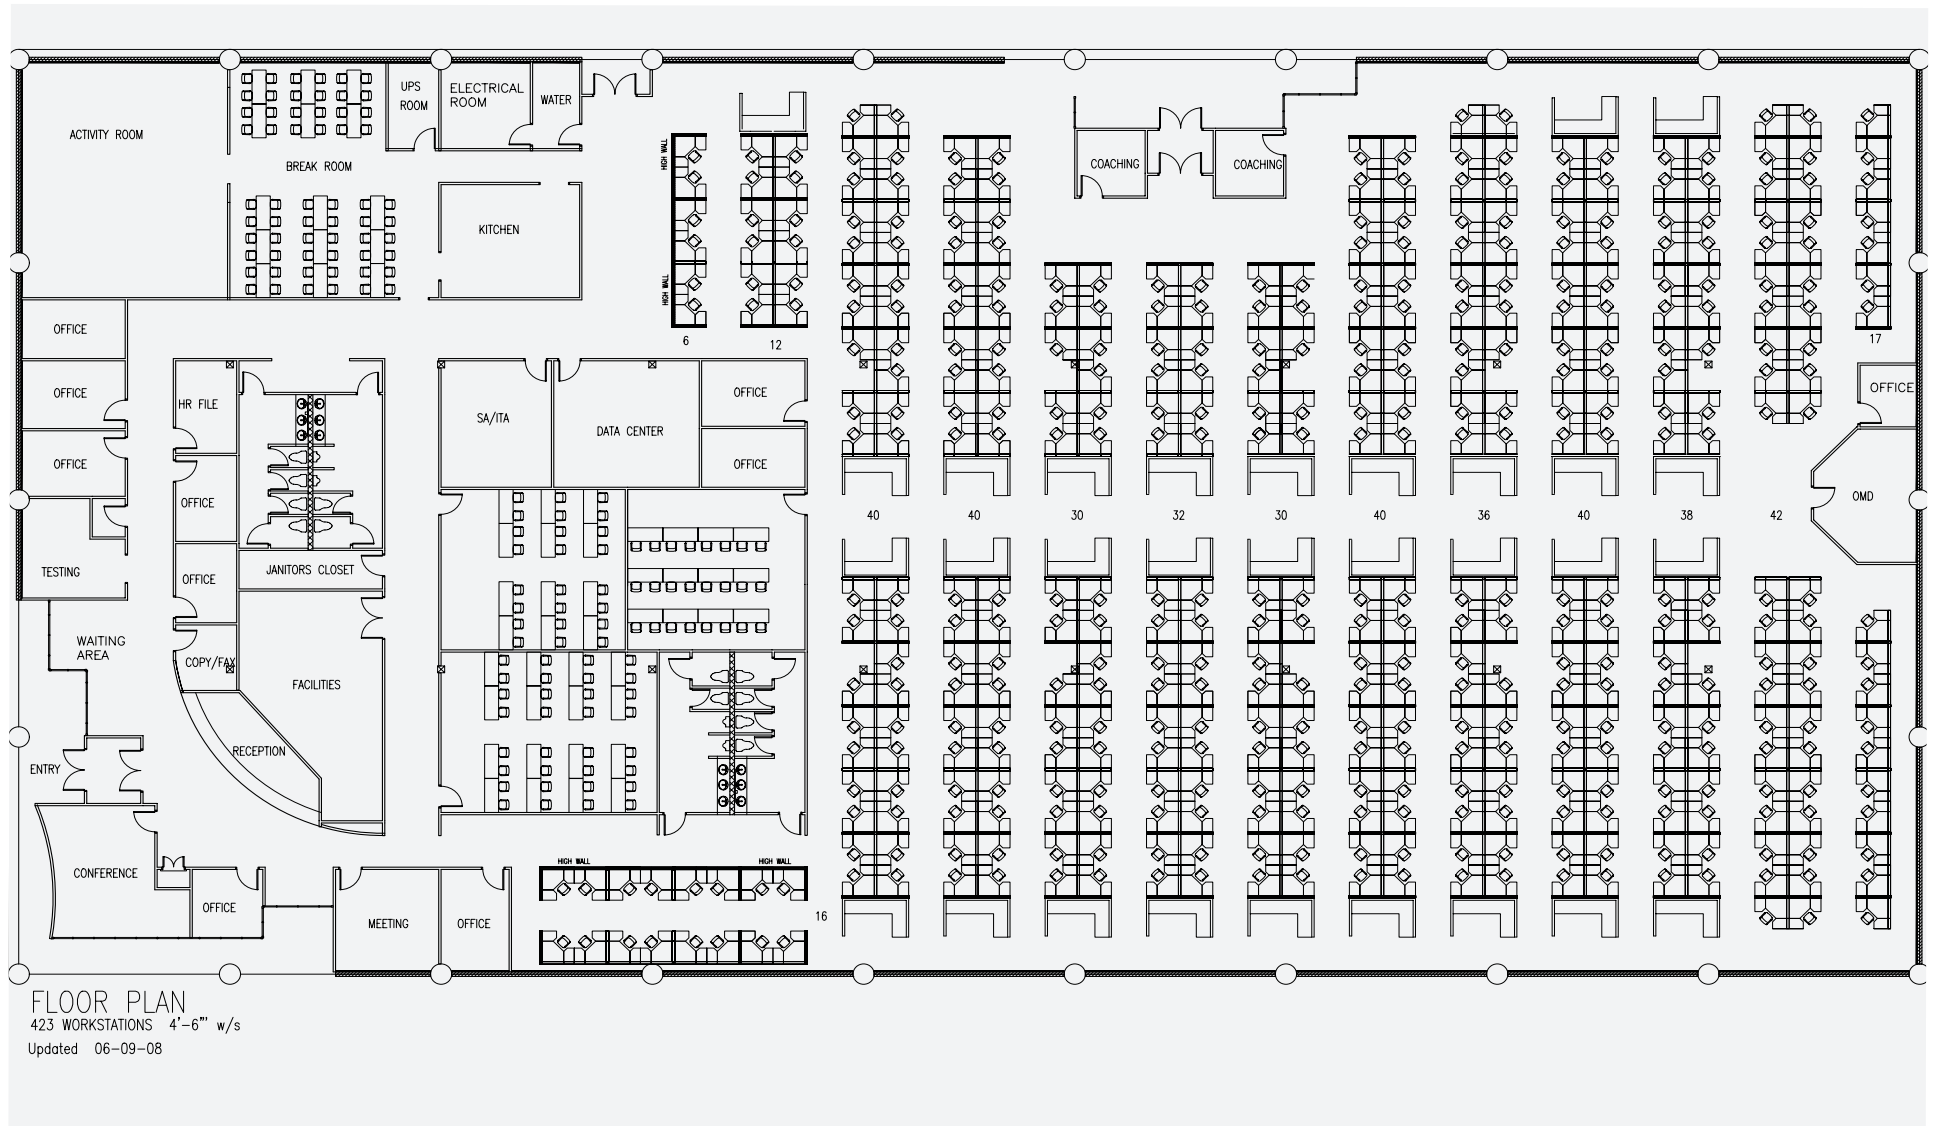 UPS
ROOM
ELECTRICAL
ROOM
WATER
ACTIVITY ROOM
BREAK ROOM
HIGH WALL
COACHING
COACHING
KITCHEN
HIGH WALL
OFFICE
6
12
17
OFFICE
HR FILE
SA/ITA
DATA CENTER
OFFICE
OFFICE
OFFICE
OFFICE
OFFICE
OMD
40
40
30
32
30
40
36
40
38
42
TESTING
OFFICE
JANITORS CLOSET
WAITING
AREA
COPY/FAX
FACILITIES
RECEPTION
ENTRY
CONFERENCE
HIGH WALL
HIGH WALL
OFFICE
MEETING
OFFICE
16
FLOOR PLAN
423 WORKSTATIONS 4'-6"' w/s
Updated 06-09-08